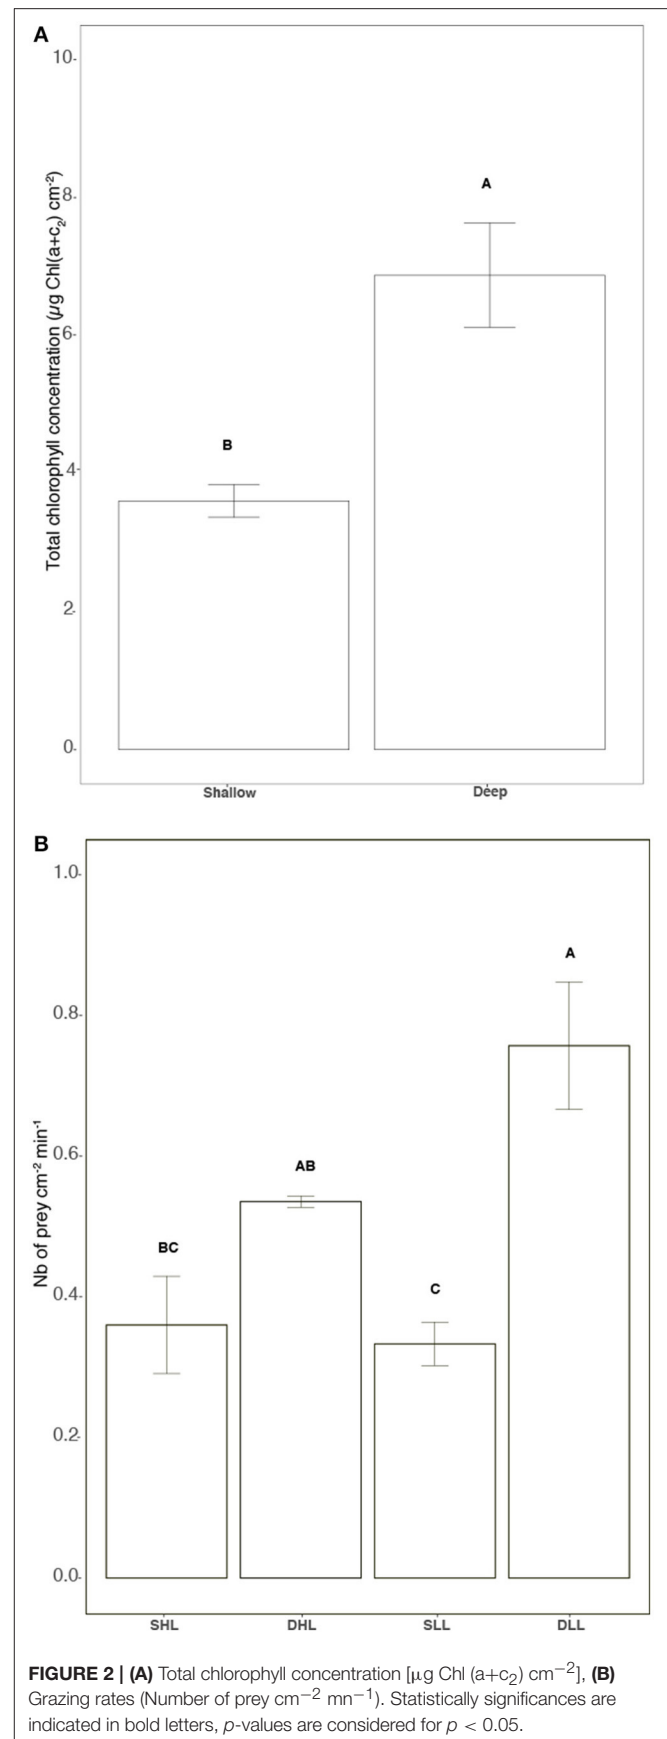 A
Total chlorophyll concentration (µg Chl(a+c₂) cm⁻²)
10
8
6
4
2
0
B
A
Shallow
Deep
B
Nb of prey cm⁻² min⁻¹
1.0
0.8
0.6
0.4
0.2
0.0
BC
AB
C
A
SHL
DHL
SLL
DLL
FIGURE 2 | (A) Total chlorophyll concentration [µg Chl (a+c₂) cm⁻²], (B)
Grazing rates (Number of prey cm⁻² mn⁻¹). Statistically significances are
indicated in bold letters, p-values are considered for p < 0.05.